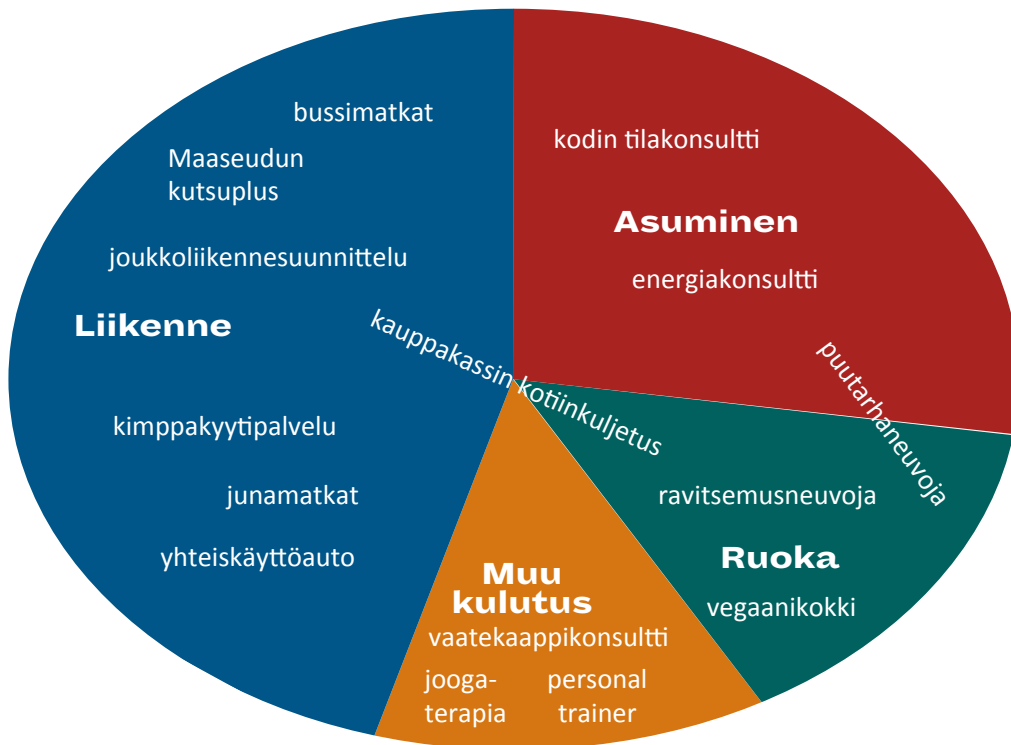 bussimatkat
Maaseudun
kutsuplus
joukkoliikennesuunnittelu
Liikenne
kimppakyytipalvelu
junamatkat
yhteiskäyttöauto
kauppakassin kotiinkuljetus
kodin tilakonsultti
Asuminen
energiakonsultti
puutarhaneuvoja
ravitsemusneuvoja
Ruoka
vegaanikokki
Muu
kulutus
vaatekaappikonsultti
jooga-
terapia
personal
trainer